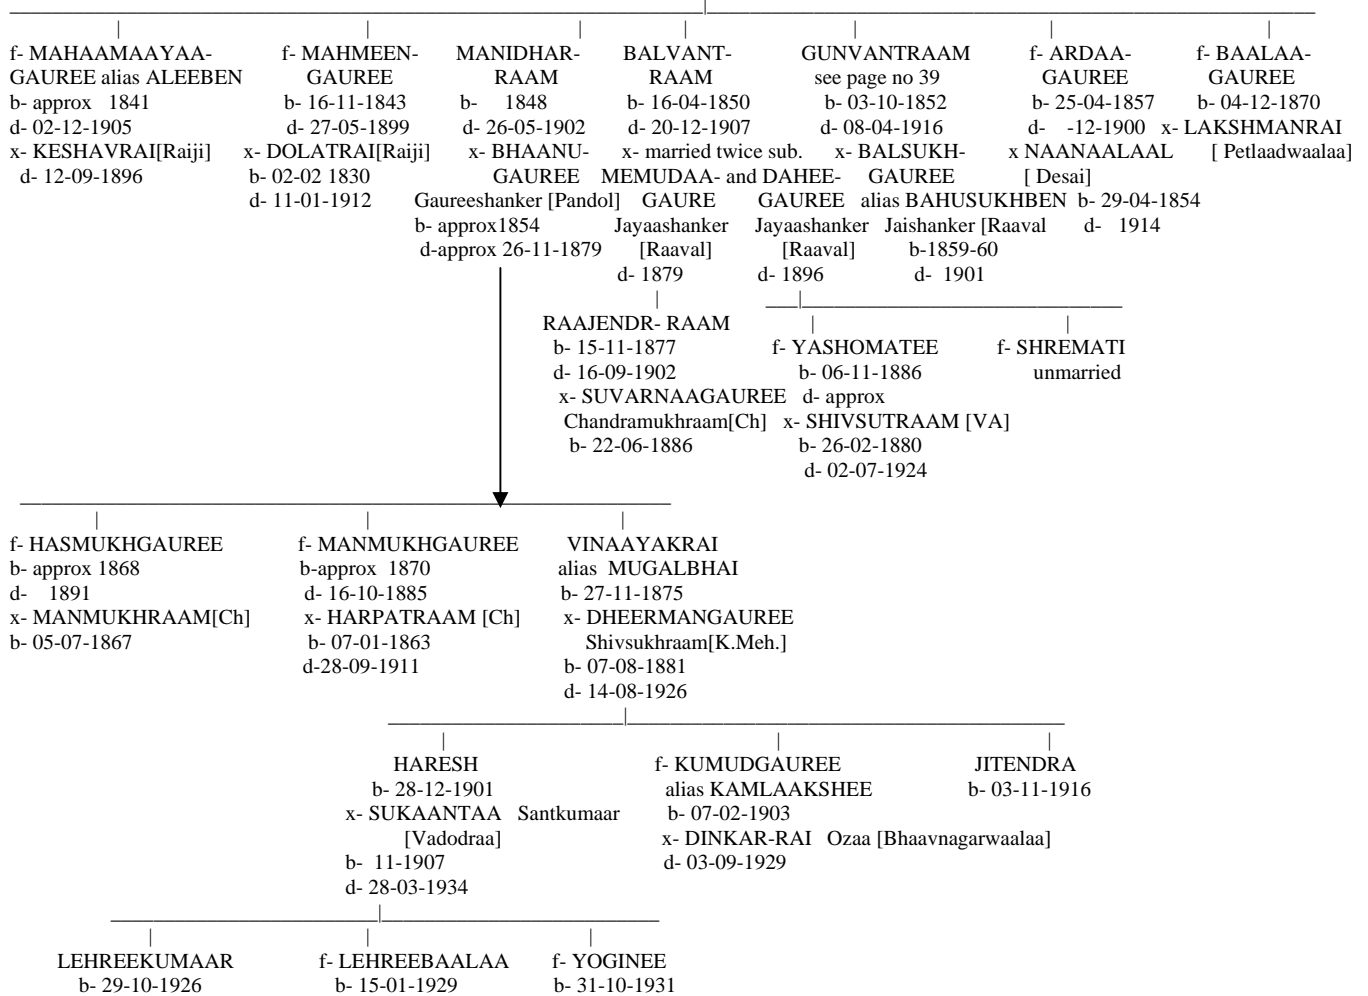 f- MAHAAMAAYAA- f- MAHMEEN- MANIDHAR- BALVANT- GUNVANTRAAM f- ARDAA- f- BAALAA-
GAUREE alias ALEEBEN GAUREE RAAM RAAM see page no 39 GAUREE GAUREE
b- approx 1841 b- 16-11-1843 b- 1848 b- 16-04-1850 b- 03-10-1852 b- 25-04-1857 b- 04-12-1870
d- 02-12-1905 d- 27-05-1899 d- 26-05-1902 d- 20-12-1907 d- 08-04-1916 d- -12-1900 x- LAKSHMANRAI
x- KESHAVRAI[Raiji] x- DOLATRAI[Raiji] x- BHAANU- x- married twice sub. x- BALSUKH- x NAANAALAAL [ Petlaadwaalaa]
d- 12-09-1896 b- 02-02 1830 GAUREE MEMUDAA- and DAHEE- GAUREE [ Desai]
d- 11-01-1912 Gaureeshanker [Pandol] GAURE GAUREE alias BAHUSUKHBEN b- 29-04-1854
b- approx1854 Jayaashanker Jayaashanker Jaishanker [Raaval d- 1914
d-approx 26-11-1879 [Raaval] [Raaval] b-1859-60
d- 1879 d- 1896 d- 1901
RAAJENDR- RAAM
b- 15-11-1877 f- YASHOMATEE f- SHREMATI
d- 16-09-1902 b- 06-11-1886 unmarried
x- SUVARNAAGAUREE d- approx
Chandramukhraam[Ch] x- SHIVSUTRAAM [VA]
b- 22-06-1886 b- 26-02-1880
d- 02-07-1924
f- HASMUKHGAUREE f- MANMUKHGAUREE VINAAYAKRAI
b- approx 1868 b-approx 1870 alias MUGALBHAI
d- 1891 d- 16-10-1885 b- 27-11-1875
x- MANMUKHRAAM[Ch] x- HARPATRAAM [Ch] x- DHEERMANGAUREE
b- 05-07-1867 b- 07-01-1863 Shivsukhraam[K.Meh.]
d-28-09-1911 b- 07-08-1881
d- 14-08-1926
HARESH f- KUMUDGAUREE JITENDRA
b- 28-12-1901 alias KAMLAAKSHEE b- 03-11-1916
x- SUKAANTAA Santkumaar b- 07-02-1903
[Vadodraa] x- DINKAR-RAI Ozaa [Bhaavnagarwaalaa]
b- 11-1907 d- 03-09-1929
d- 28-03-1934
LEHREEKUMAAR f- LEHREEBAALAA f- YOGINEE
b- 29-10-1926 b- 15-01-1929 b- 31-10-1931